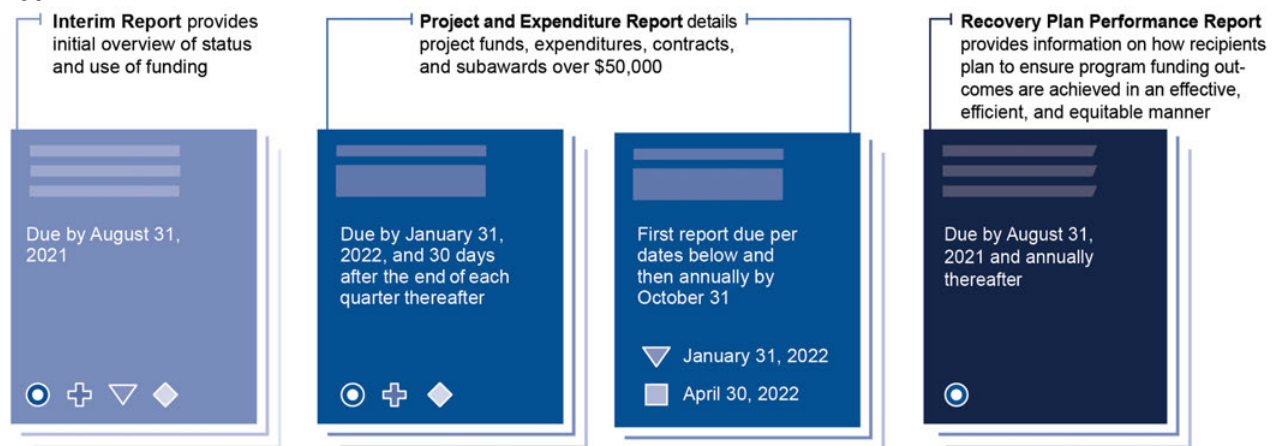 Interim Report provides
initial overview of status
and use of funding
Project and Expenditure Report details
project funds, expenditures, contracts,
and subawards over $50,000
Recovery Plan Performance Report
provides information on how recipients
plan to ensure program funding out-
comes are achieved in an effective,
efficient, and equitable manner
Due by August 31,
2021
Due by January 31,
2022, and 30 days
after the end of each
quarter thereafter
First report due per
dates below and
then annually by
October 31
January 31, 2022
April 30, 2022
Due by August 31,
2021 and annually
thereafter